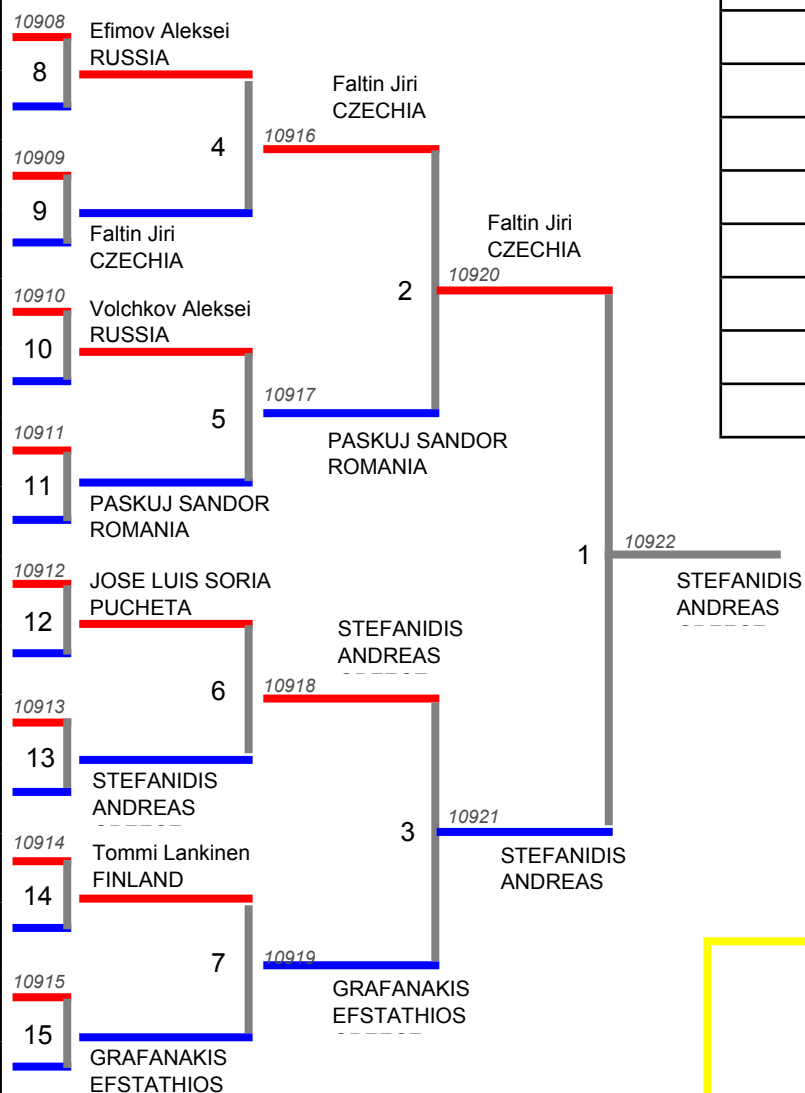 10908
Efimov Aleksei
RUSSIA
8
Faltin Jiri
CZECHIA
10916
4
10909
9
Faltin Jiri
CZECHIA
Faltin Jiri
CZECHIA
10920
2
10910
Volchkov Aleksei
RUSSIA
10
10917
5
PASKUJ SANDOR
ROMANIA
10911
11
PASKUJ SANDOR
ROMANIA
1
10922
STEFANIDIS
ANDREAS
10912
JOSE LUIS SORIA
PUCHETA
12
STEFANIDIS
ANDREAS
6
10918
10913
13
STEFANIDIS
ANDREAS
3
10921
STEFANIDIS
ANDREAS
10914
Tommi Lankinen
FINLAND
14
7
10919
GRAFANAKIS
EFSTATHIOS
10915
15
GRAFANAKIS
EFSTATHIOS